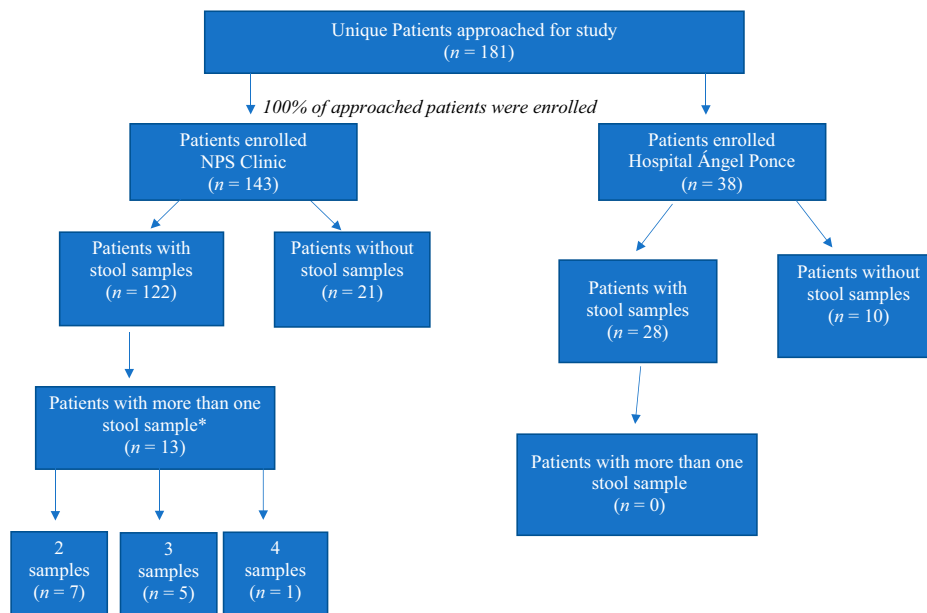 Unique Patients approached for study
(n = 181)
100% of approached patients were enrolled
Patients enrolled
NPS Clinic
(n = 143)
Patients enrolled
Hospital Ángel Ponce
(n = 38)
Patients with
stool samples
(n = 122)
Patients without
stool samples
(n = 21)
Patients with
stool samples
(n = 28)
Patients without
stool samples
(n = 10)
Patients with more than one
stool sample*
(n = 13)
Patients with more than one
stool sample
(n = 0)
2
samples
(n = 7)
3
samples
(n = 5)
4
samples
(n = 1)